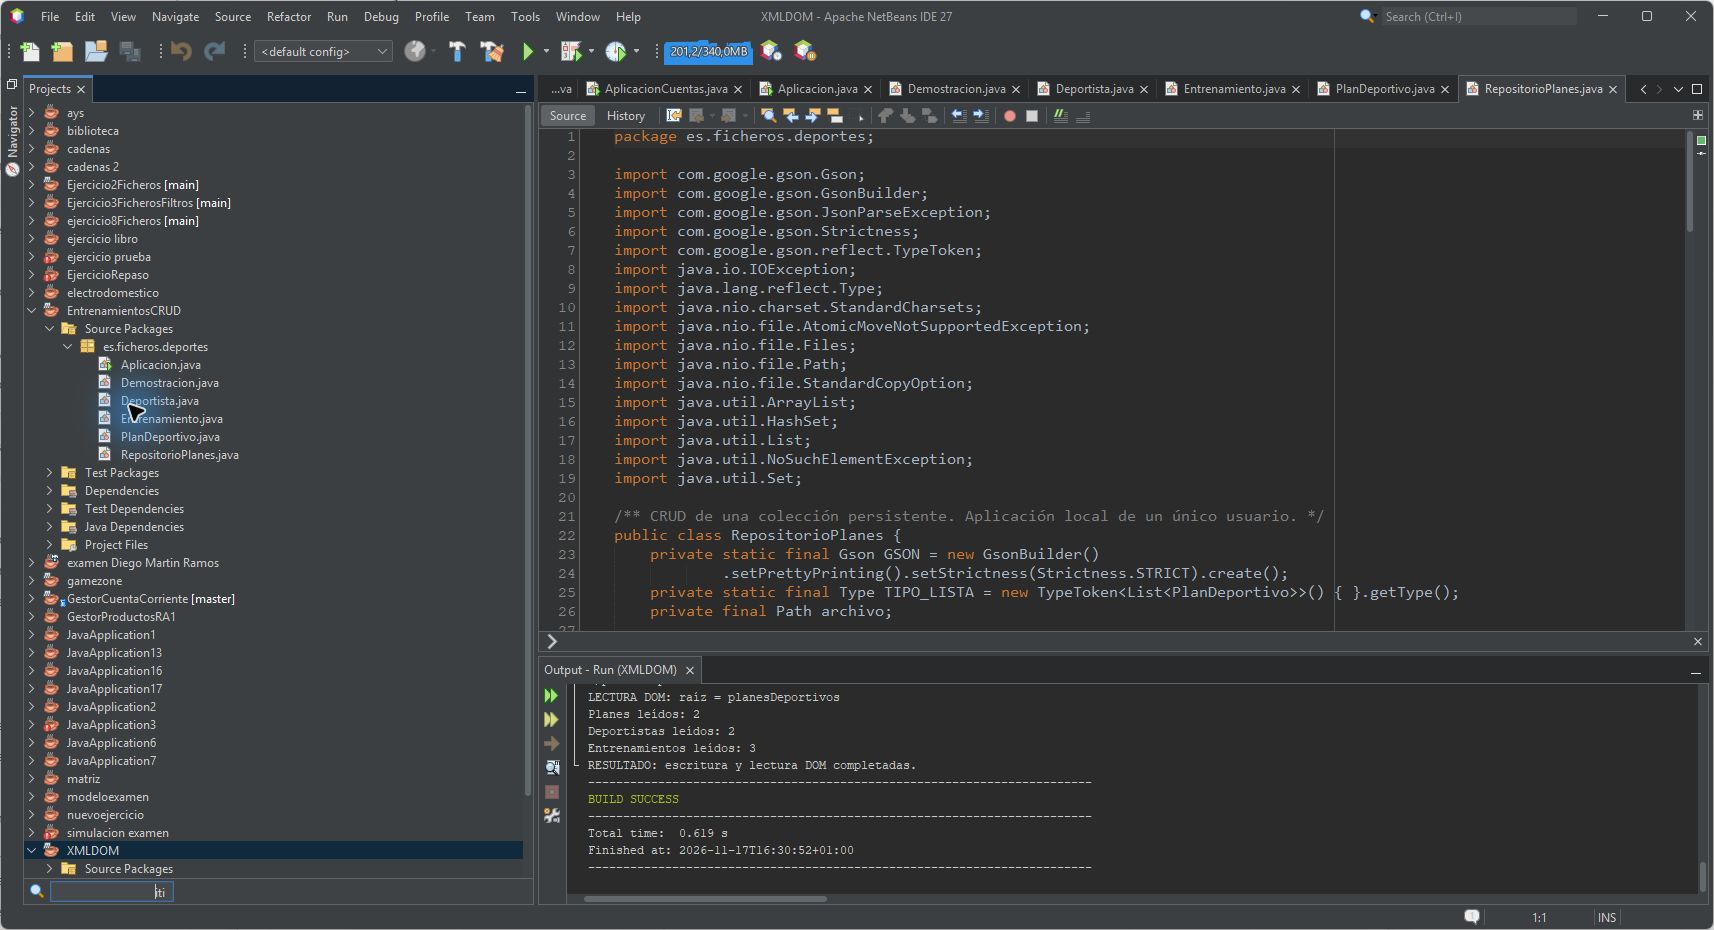 File Edit View Navigate Source Refactor Run Debug Profile Team Tools Window Help
XMLDOM - Apache NetBeans IDE 27
Search (Ctrl+I)
<default config>
201,2/340,0MB
Navigator
Projects
ays
biblioteca
cadenas
cadenas 2
Ejercicio2Ficheros [main]
Ejercicio3FicherosFiltros [main]
ejercicio8Ficheros [main]
ejercicio libro
ejercicio prueba
EjercicioRepaso
electrodomestico
EntrenamientosCRUD
Source Packages
es.ficheros.deportes
Aplicacion.java
Demostracion.java
Deportista.java
Entrenamiento.java
PlanDeportivo.java
RepositorioPlanes.java
Test Packages
Dependencies
Test Dependencies
Java Dependencies
Project Files
examen Diego Martin Ramos
gamezone
GestorCuentaCorriente [master]
GestorProductosRA1
JavaApplication1
JavaApplication13
JavaApplication16
JavaApplication17
JavaApplication2
JavaApplication3
JavaApplication6
JavaApplication7
matriz
modeloexamen
nuevoejercicio
simulacion examen
XMLDOM
Source Packages
iti
...va AplicacionCuentas.java Aplicacion.java Demostracion.java Deportista.java Entrenamiento.java PlanDeportivo.java RepositorioPlanes.java
Source History
1 package es.ficheros.deportes;
2
3 import com.google.gson.Gson;
4 import com.google.gson.GsonBuilder;
5 import com.google.gson.JsonParseException;
6 import com.google.gson.Strictness;
7 import com.google.gson.reflect.TypeToken;
8 import java.io.IOException;
9 import java.lang.reflect.Type;
10 import java.nio.charset.StandardCharsets;
11 import java.nio.file.AtomicMoveNotSupportedException;
12 import java.nio.file.Files;
13 import java.nio.file.Path;
14 import java.nio.file.StandardCopyOption;
15 import java.util.ArrayList;
16 import java.util.HashSet;
17 import java.util.List;
18 import java.util.NoSuchElementException;
19 import java.util.Set;
20
21 /** CRUD de una colección persistente. Aplicación local de un único usuario. */
22 public class RepositorioPlanes {
23 private static final Gson GSON = new GsonBuilder()
24 .setPrettyPrinting().setStrictness(Strictness.STRICT).create();
25 private static final Type TIPO_LISTA = new TypeToken<List<PlanDeportivo>>() { }.getType();
26 private final Path archivo;
27
Output - Run (XMLDOM)
LECTURA DOM: raíz = planesDeportivos
Planes leídos: 2
Deportistas leídos: 2
Entrenamientos leídos: 3
RESULTADO: escritura y lectura DOM completadas.
------------------------------------------------------------------------
BUILD SUCCESS
------------------------------------------------------------------------
Total time:  0.619 s
Finished at: 2026-11-17T16:30:52+01:00
------------------------------------------------------------------------
1:1 INS